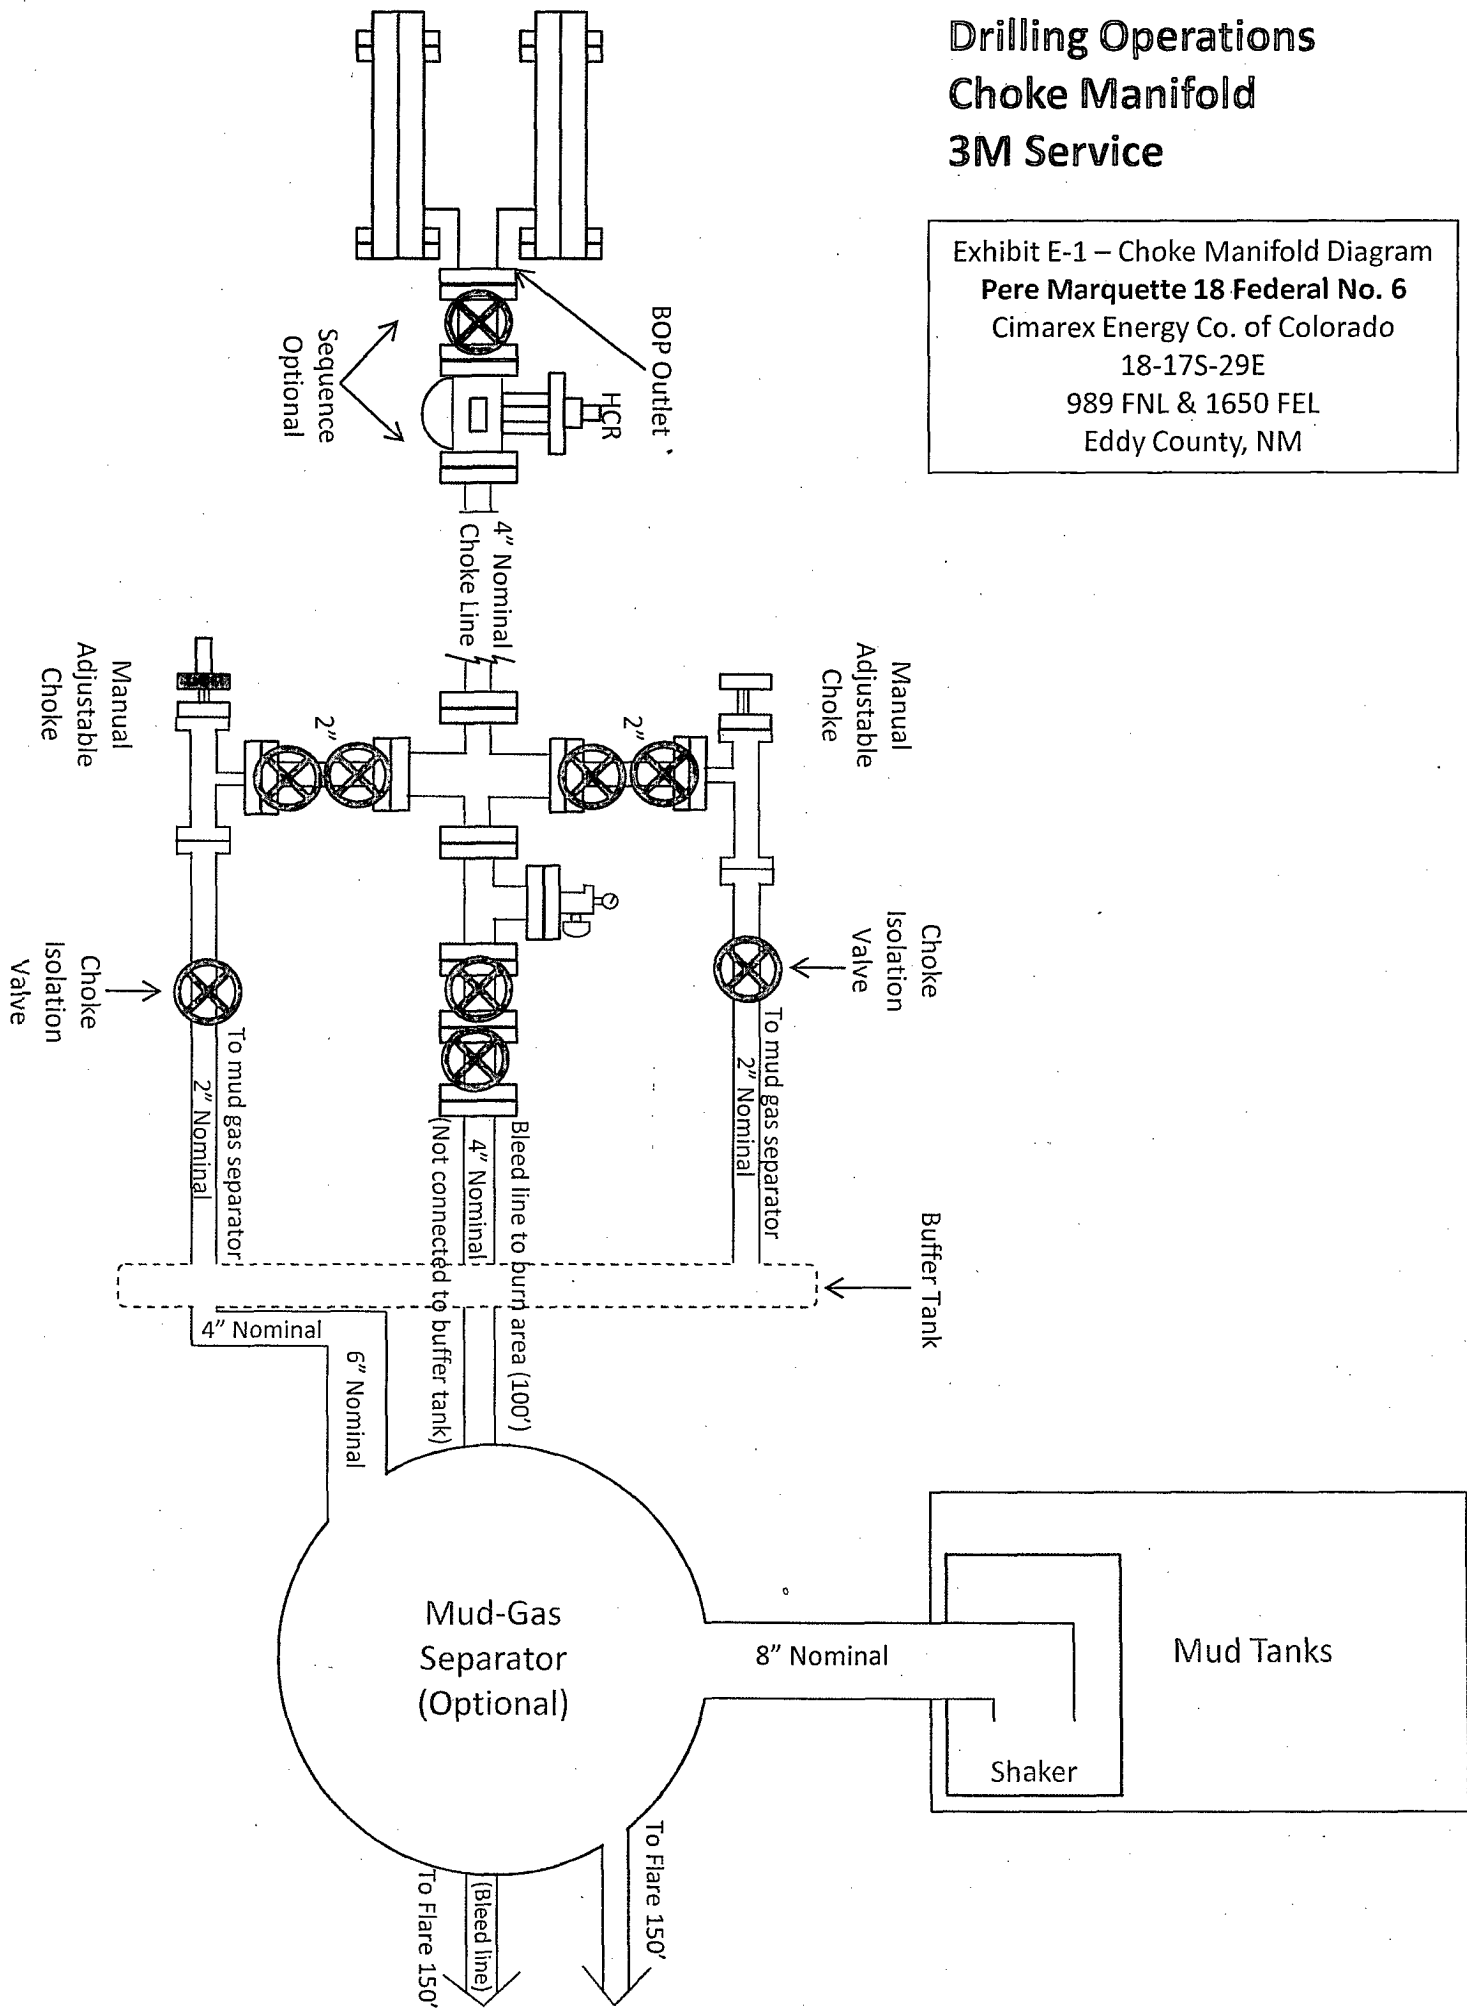 Drilling Operations
Choke Manifold
3M Service
Exhibit E-1 – Choke Manifold Diagram
Pere Marquette 18 Federal No. 6
Cimarex Energy Co. of Colorado
18-17S-29E
989 FNL & 1650 FEL
Eddy County, NM
BOP Outlet
HCR
Sequence
Optional
4” Nominal
Choke Line
Manual
Adjustable
Choke
2”
2”
Manual
Adjustable
Choke
Choke
Isolation
Valve
Choke
Isolation
Valve
To mud gas separator
2” Nominal
Bleed line to burn area (100’)
4” Nominal
(Not connected to buffer tank)
To mud gas separator
2” Nominal
Buffer Tank
4” Nominal
6” Nominal
Mud-Gas
Separator
(Optional)
8” Nominal
Mud Tanks
Shaker
To Flare 150’
(Bleed line)
To Flare 150’